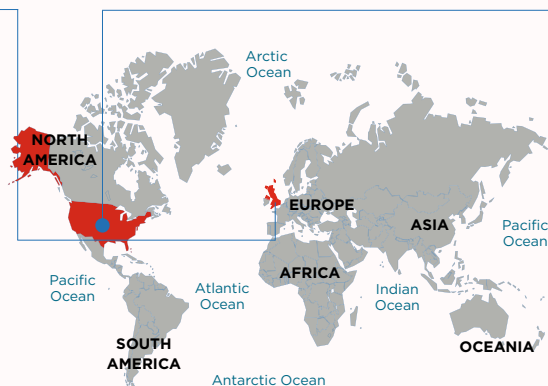 Arctic
Ocean
NORTH
AMERICA
EUROPE
ASIA
Pacific
Ocean
AFRICA
Pacific
Ocean
Atlantic
Ocean
Indian
Ocean
SOUTH
AMERICA
OCEANIA
Antarctic Ocean